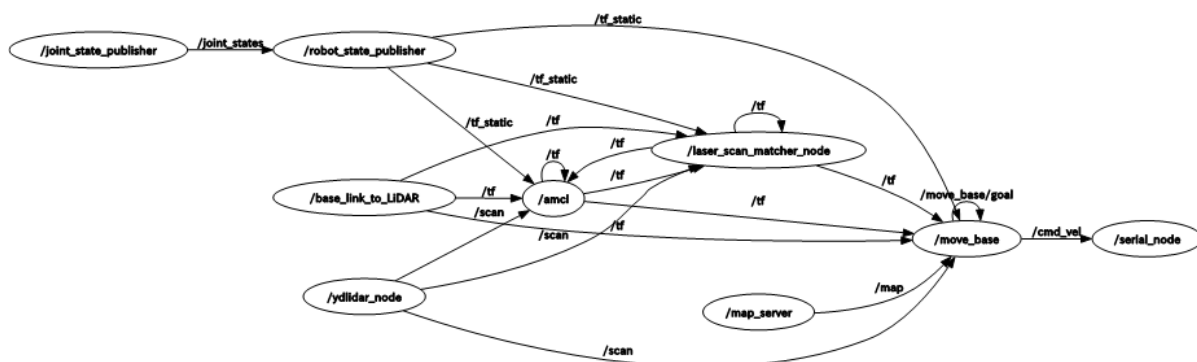 /tf_static
/joint_state_publisher
/joint_states
/robot_state_publisher
/tf_static
/tf
/tf_static
/tf
/tf
/tf
/laser_scan_matcher_node
/tf
/tf
/base_link_to_LiDAR
/tf
/amcl
/move_base/goal
/tf
/scan
/scan
/tf
/move_base
/cmd_vel
/serial_node
/ydlidar_node
/map_server
/map
/scan